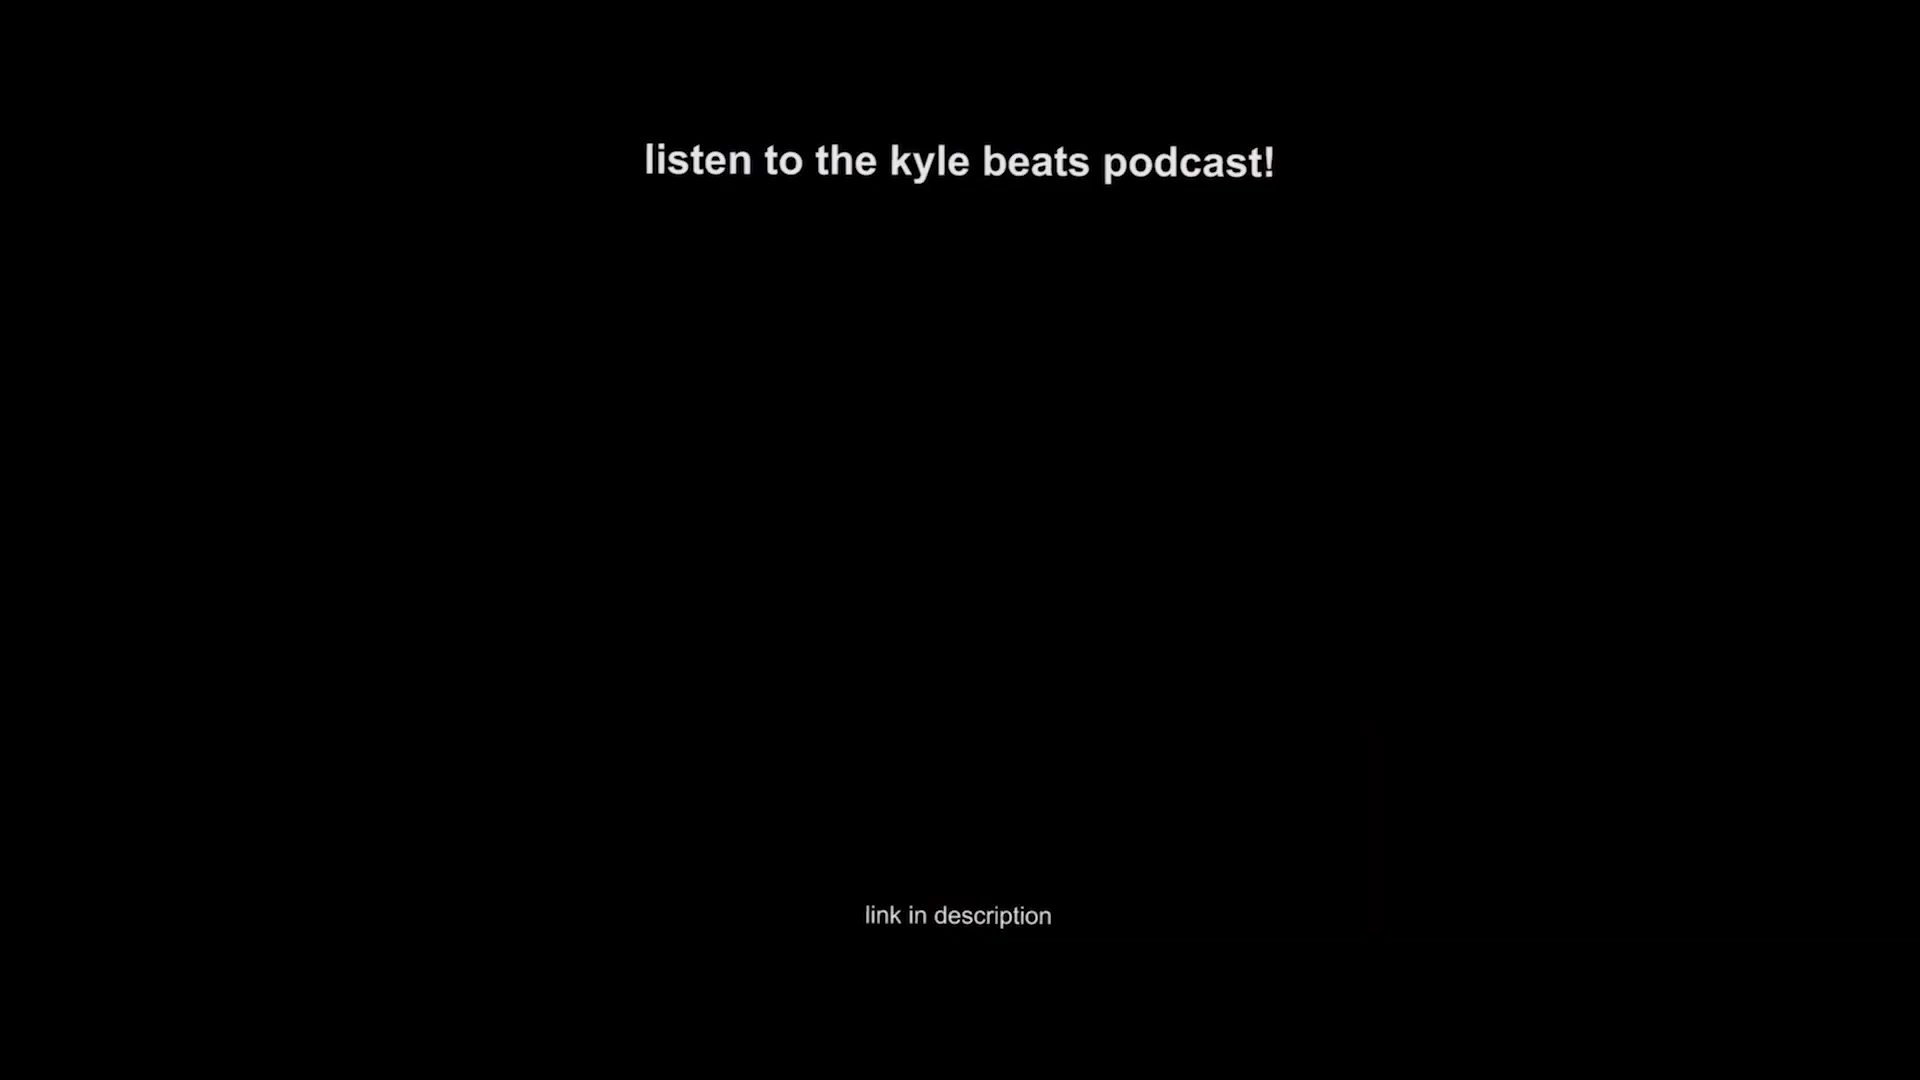 listen to the kyle beats podcast!
link in description